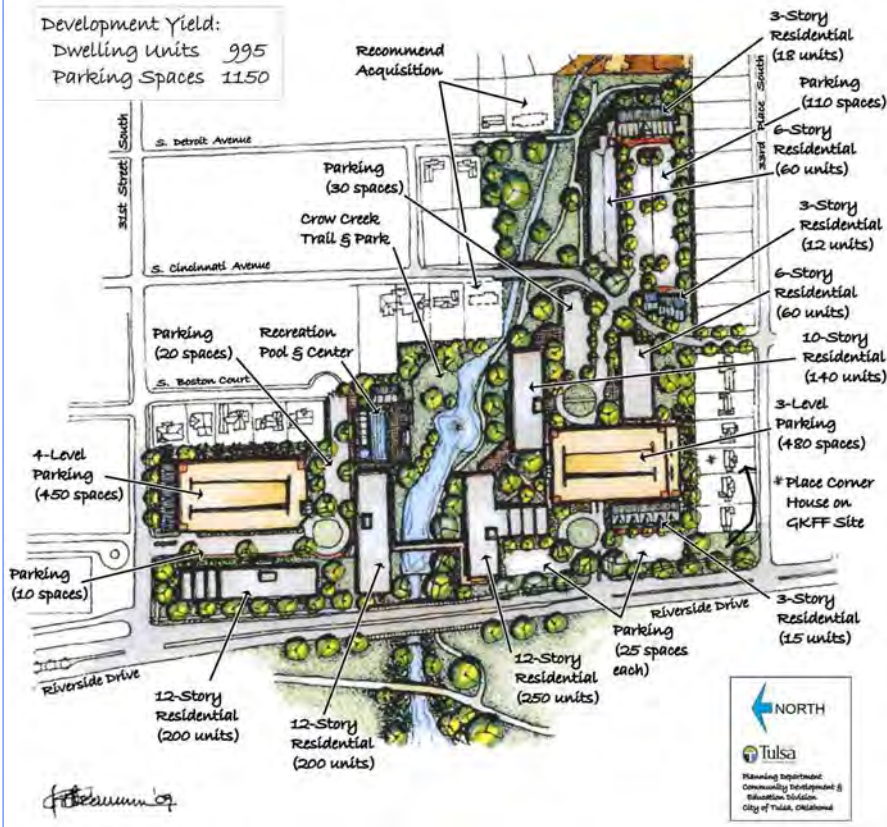 Development Yield:
Dwelling Units 995
Parking Spaces 1150
Recommend
Acquisition
3-Story
Residential
(18 units)
Parking
(110 spaces)
6-Story
Residential
(60 units)
3-Story
Residential
(12 units)
6-Story
Residential
(60 units)
10-Story
Residential
(140 units)
3-Level
Parking
(480 spaces)
* Place Corner
House on
GKFF Site
*
33rd Place South
31st Street South
S. Detroit Avenue
Parking
(30 spaces)
Crow Creek
Trail & Park
S. Cincinnati Avenue
Parking
(20 spaces)
Recreation
Pool & Center
S. Boston Court
4-Level
Parking
(450 spaces)
Parking
(10 spaces)
Riverside Drive
12-Story
Residential
(200 units)
12-Story
Residential
(200 units)
12-Story
Residential
(250 units)
Parking
(25 spaces
each)
Riverside Drive
3-Story
Residential
(15 units)
NORTH
Tulsa
Planning Department
Community Development &
Education Division
City of Tulsa, Oklahoma
'09